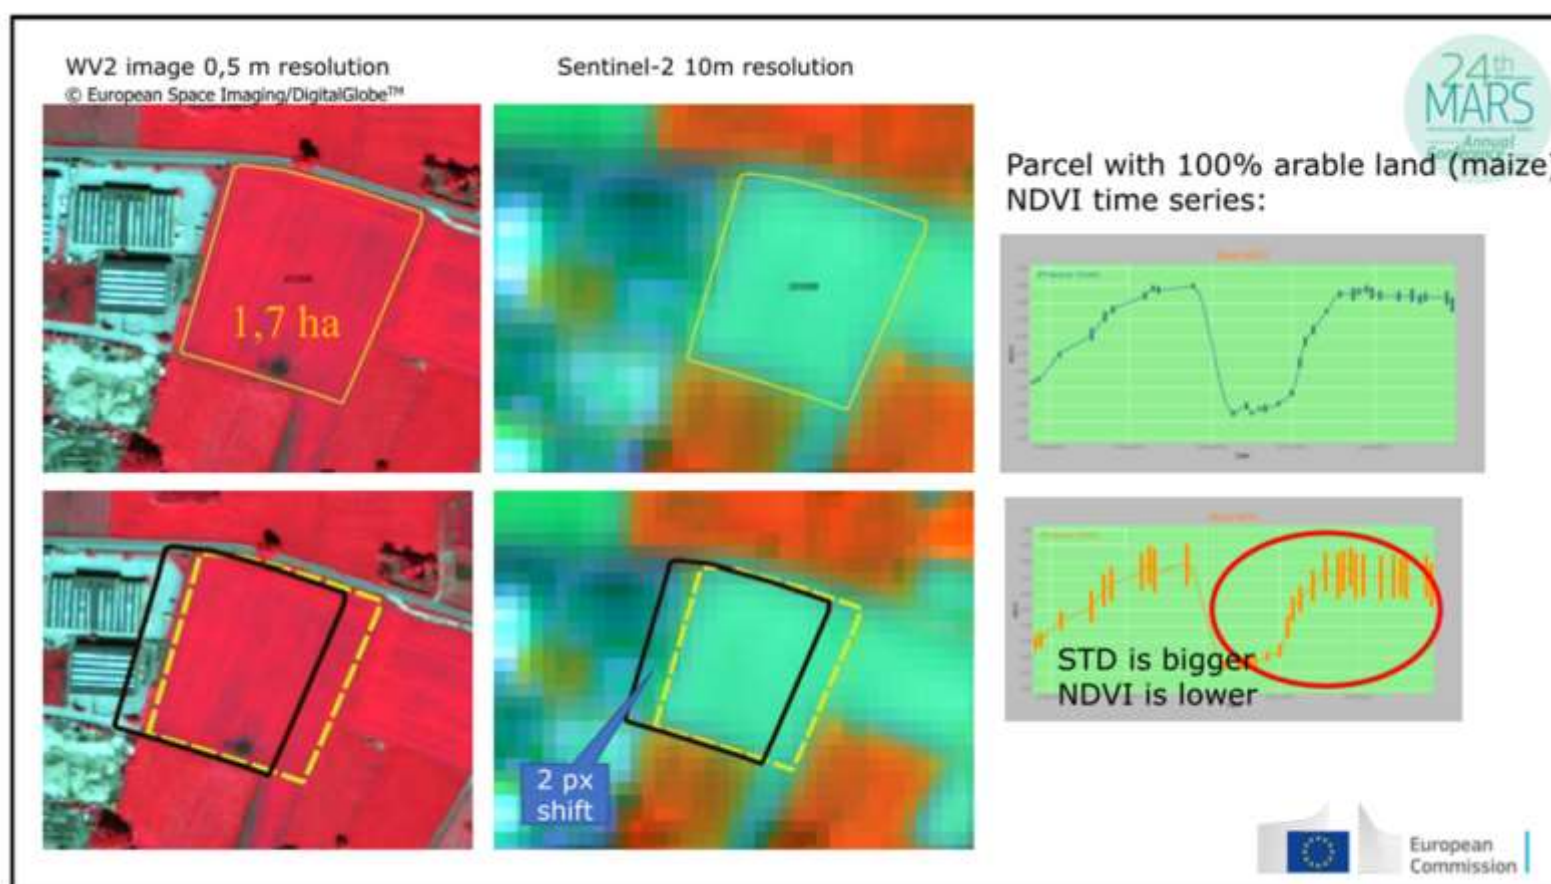 WV2 image 0,5 m resolution
© European Space Imaging/DigitalGlobe™
Sentinel-2 10m resolution
24th
MARS
Annual
Parcel with 100% arable land (maize)
NDVI time series:
1,7 ha
2 px
shift
STD is bigger
NDVI is lower
European
Commission